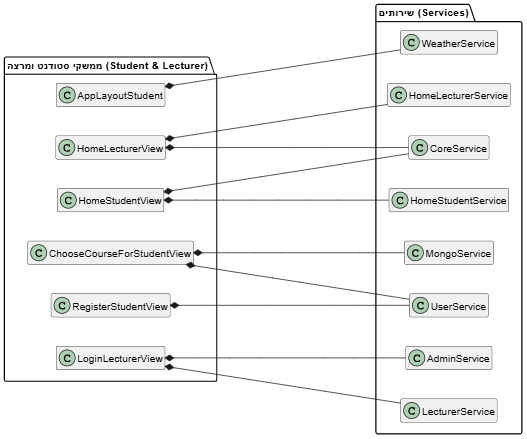 שירותים (Services)
ממשקי סטודנט ומרצה (Student & Lecturer)
C WeatherService
C AppLayoutStudent
C HomeLecturerService
C HomeLecturerView
C CoreService
C HomeStudentView
C HomeStudentService
C ChooseCourseForStudentView
C MongoService
C RegisterStudentView
C UserService
C LoginLecturerView
C AdminService
C LecturerService